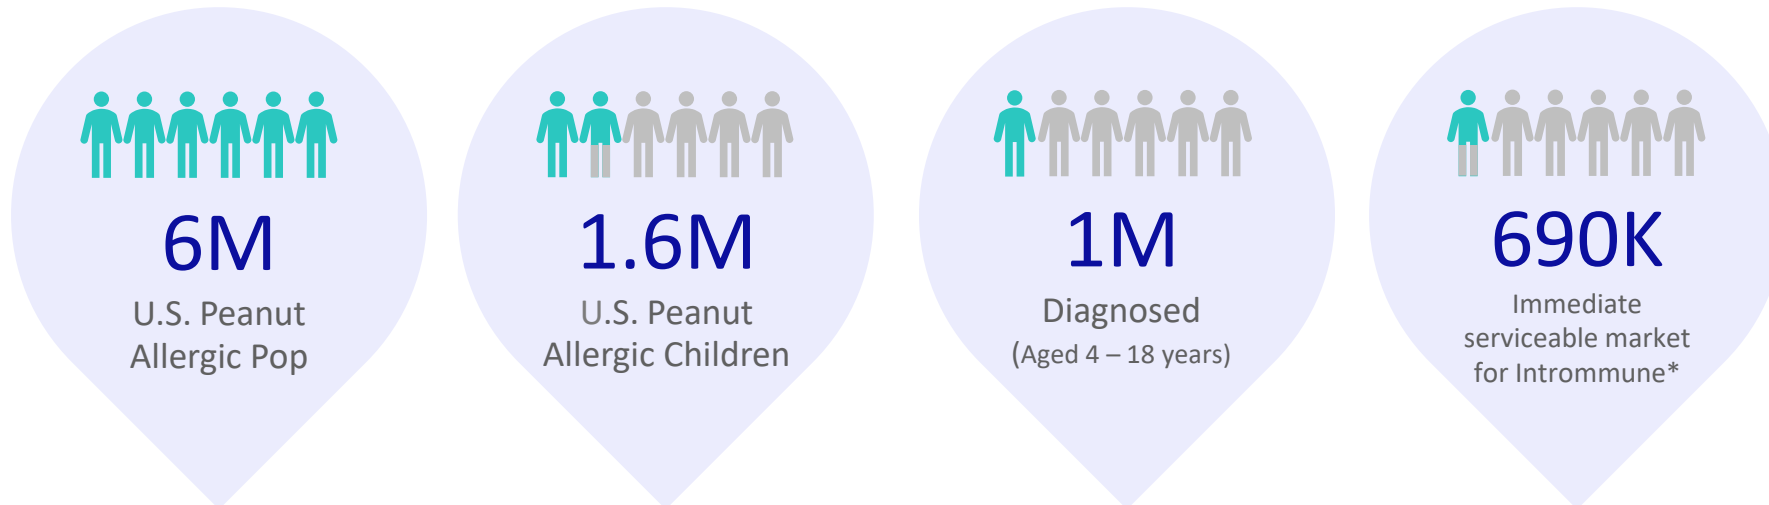 6M
U.S. Peanut
Allergic Pop
1.6M
U.S. Peanut
Allergic Children
1M
Diagnosed
(Aged 4 – 18 years)
690K
Immediate
serviceable market
for Intrommune*